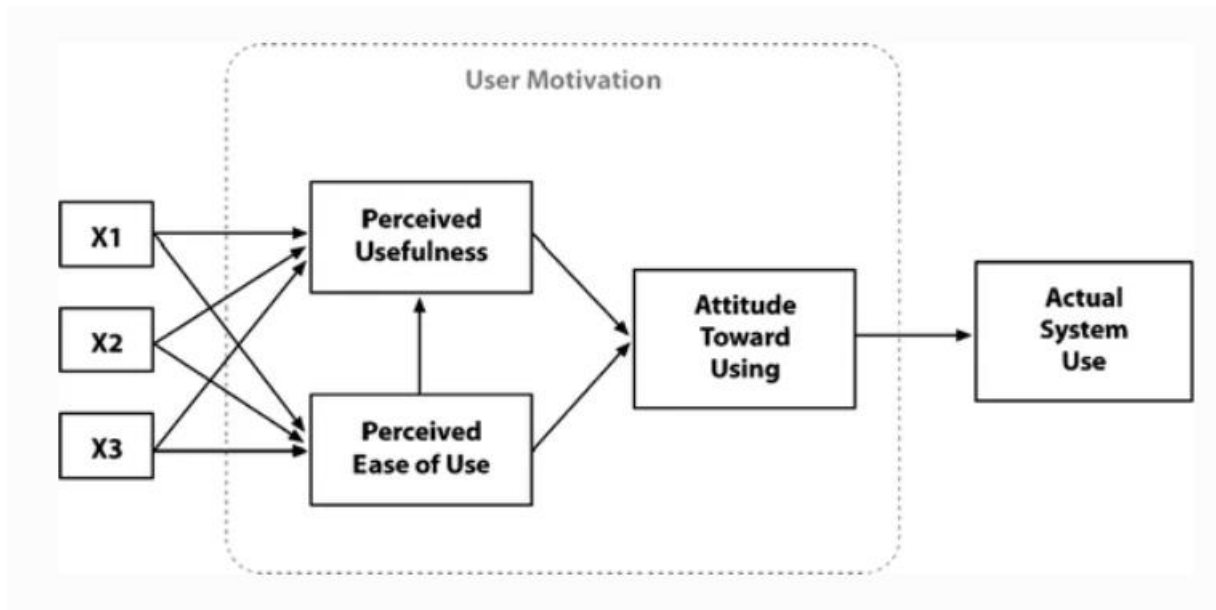 User Motivation
X1
X2
X3
Perceived
Usefulness
Perceived
Ease of Use
Attitude
Toward
Using
Actual
System
Use